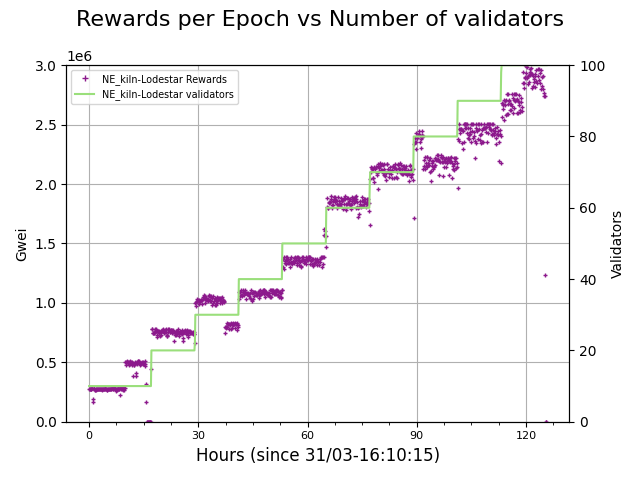 Rewards per Epoch vs Number of validators
1e6
NE_kiln-Lodestar Rewards
NE_kiln-Lodestar validators
3.0
2.5
2.0
1.5
1.0
0.5
0.0
Gwei
100
80
60
40
20
0
Validators
0 30 60 90 120
Hours (since 31/03-16:10:15)